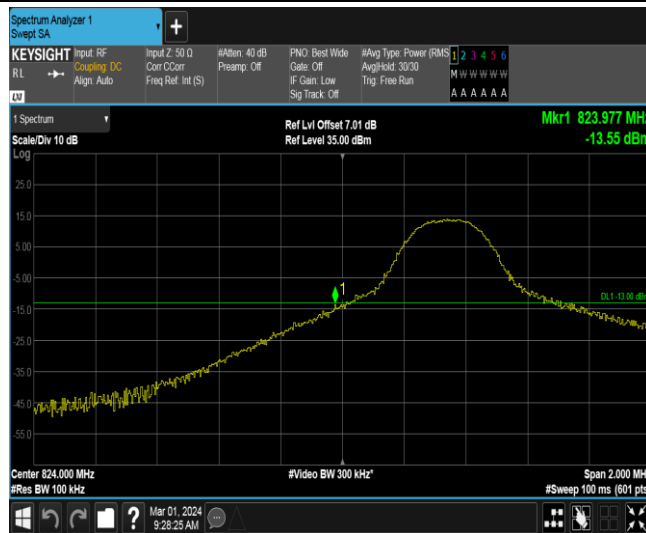 Spectrum Analyzer 1
Swept SA
+
KEYSIGHT
RL
Input: RF
Coupling: DC
Align: Auto
Input Z: 50 Ω
Corr CCorr
Freq Ref: Int (S)
#Atten: 40 dB
Preamp: Off
PNO: Best Wide
Gate: Off
IF Gain: Low
Sig Track: Off
#Avg Type: Power (RMS
Avg|Hold: 30/30
Trig: Free Run
1 2 3 4 5 6
M W W W W W
A A A A A A
LXI
1 Spectrum
Scale/Div 10 dB
Ref Lvl Offset 7.01 dB
Ref Level 35.00 dBm
Mkr1 823.977 MHz
-13.55 dBm
Log
25.0
15.0
5.00
-5.00
1
DL1 -13.00 dBm
-15.0
-25.0
-35.0
-45.0
-55.0
Center 824.000 MHz
#Video BW 300 kHz*
Span 2.000 MHz
#Res BW 100 kHz
#Sweep 100 ms (601 pts
Mar 01, 2024
9:28:25 AM
?